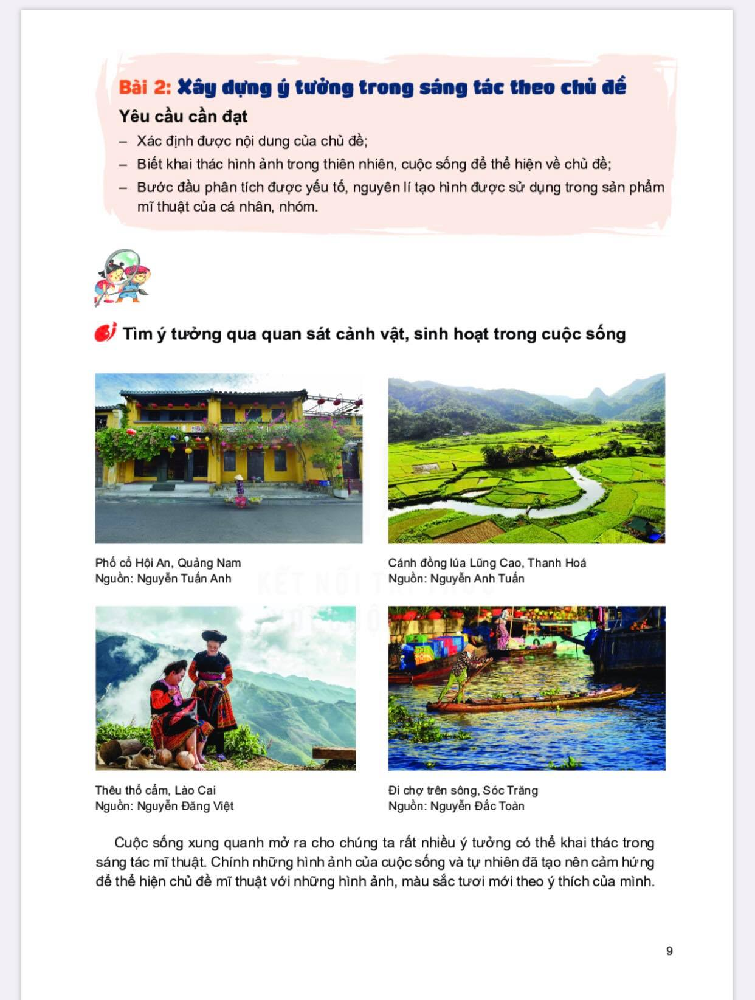 Bài 2: Xây dựng ý tưởng trong sáng tác theo chủ đề
Yêu cầu cần đạt
– Xác định được nội dung của chủ đề;
– Biết khai thác hình ảnh trong thiên nhiên, cuộc sống để thể hiện về chủ đề;
– Bước đầu phân tích được yếu tố, nguyên lí tạo hình được sử dụng trong sản phẩm
mĩ thuật của cá nhân, nhóm.
Tìm ý tưởng qua quan sát cảnh vật, sinh hoạt trong cuộc sống
Phố cổ Hội An, Quảng Nam
Nguồn: Nguyễn Tuấn Anh
Cánh đồng lúa Lũng Cao, Thanh Hoá
Nguồn: Nguyễn Anh Tuấn
KẾT NỐI TRI THỨC
Thêu thổ cẩm, Lào Cai
Nguồn: Nguyễn Đăng Việt
Đi chợ trên sông, Sóc Trăng
Nguồn: Nguyễn Đắc Toàn
Cuộc sống xung quanh mở ra cho chúng ta rất nhiều ý tưởng có thể khai thác trong
sáng tác mĩ thuật. Chính những hình ảnh của cuộc sống và tự nhiên đã tạo nên cảm hứng
để thể hiện chủ đề mĩ thuật với những hình ảnh, màu sắc tươi mới theo ý thích của mình.
9